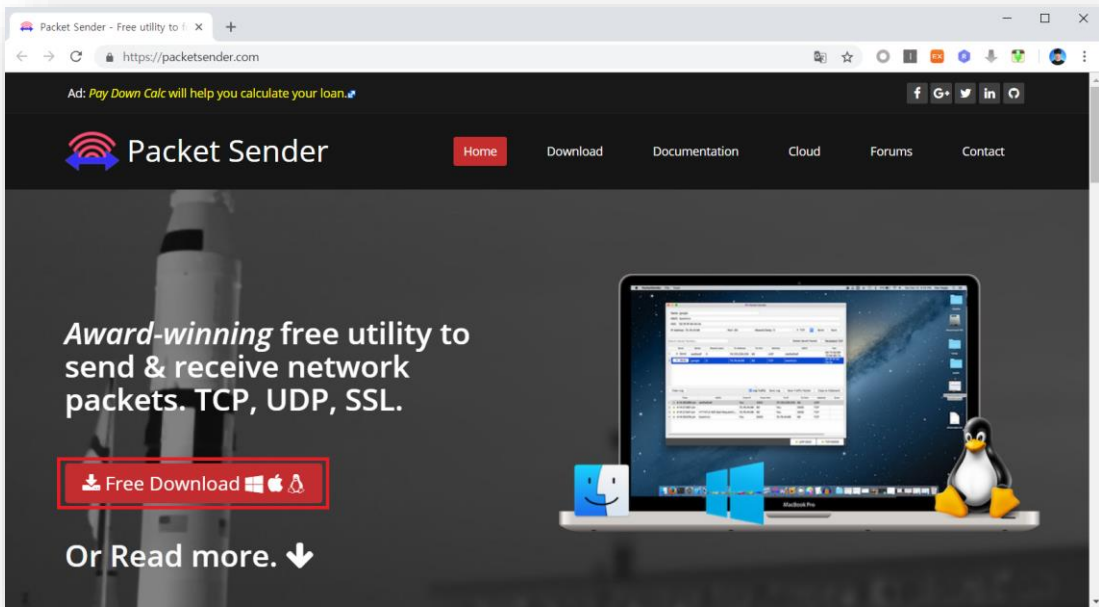 Packet Sender - Free utility to
https://packetsender.com
Ad: Pay Down Calc will help you calculate your loan.
Packet Sender
Home Download Documentation Cloud Forums Contact
Award-winning free utility to
send & receive network
packets. TCP, UDP, SSL.
Free Download
Or Read more.
MacBook Pro